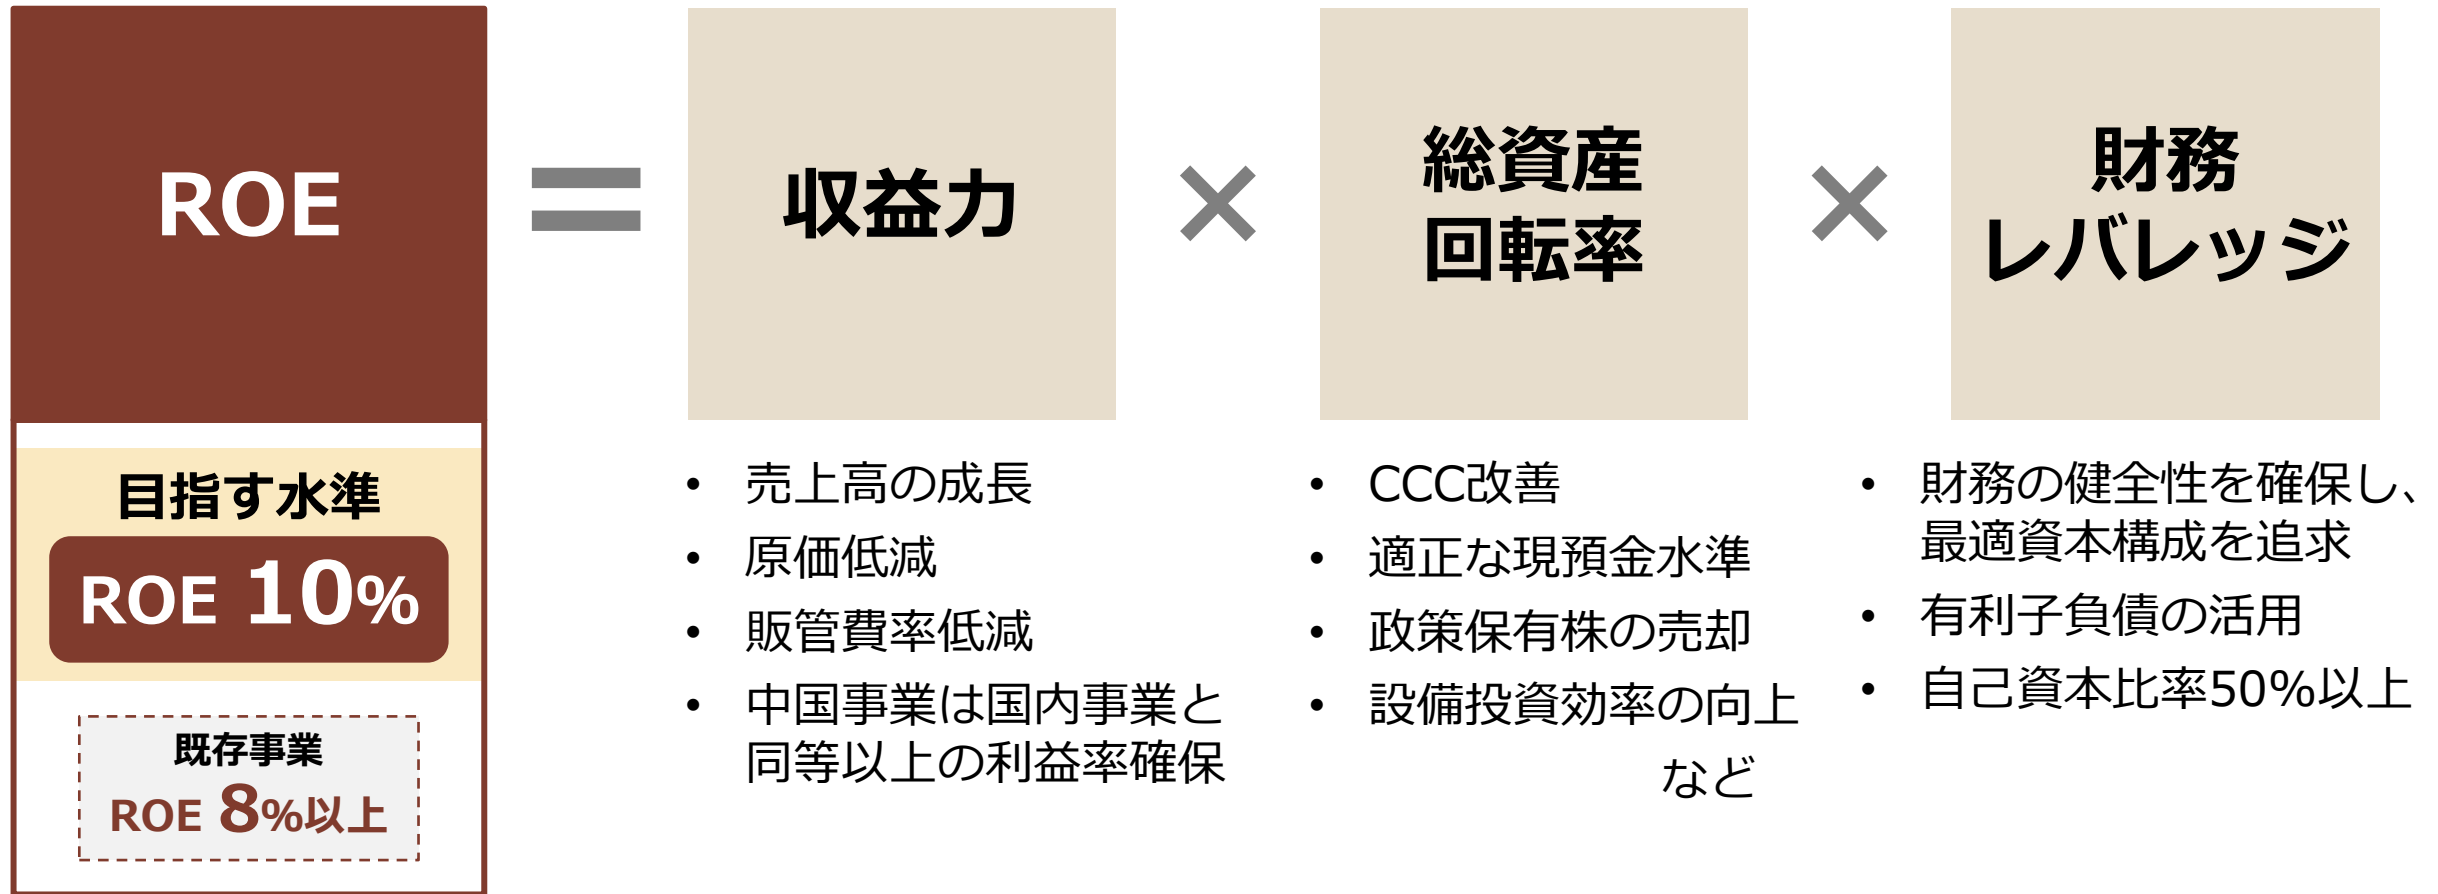 ROE
=
収益力
×
総資産
回転率
×
財務
レバレッジ
目指す水準
ROE 10%
既存事業
ROE 8%以上
• 売上高の成長
• 原価低減
• 販管費率低減
• 中国事業は国内事業と
同等以上の利益率確保
• CCC改善
• 適正な現預金水準
• 政策保有株の売却
• 設備投資効率の向上
など
• 財務の健全性を確保し、
最適資本構成を追求
• 有利子負債の活用
• 自己資本比率50%以上